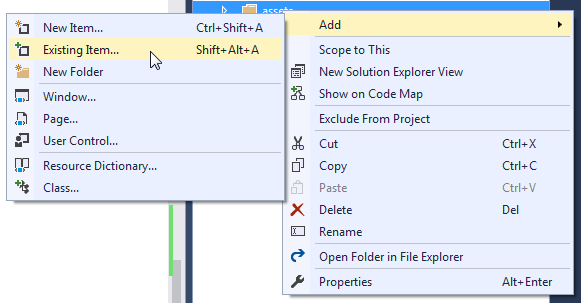 assets
New Item... Ctrl+Shift+A
Existing Item... Shift+Alt+A
New Folder
Window...
Page...
User Control...
Resource Dictionary...
Class...
Add
Scope to This
New Solution Explorer View
Show on Code Map
Exclude From Project
Cut Ctrl+X
Copy Ctrl+C
Paste Ctrl+V
Delete Del
Rename
Open Folder in File Explorer
Properties Alt+Enter